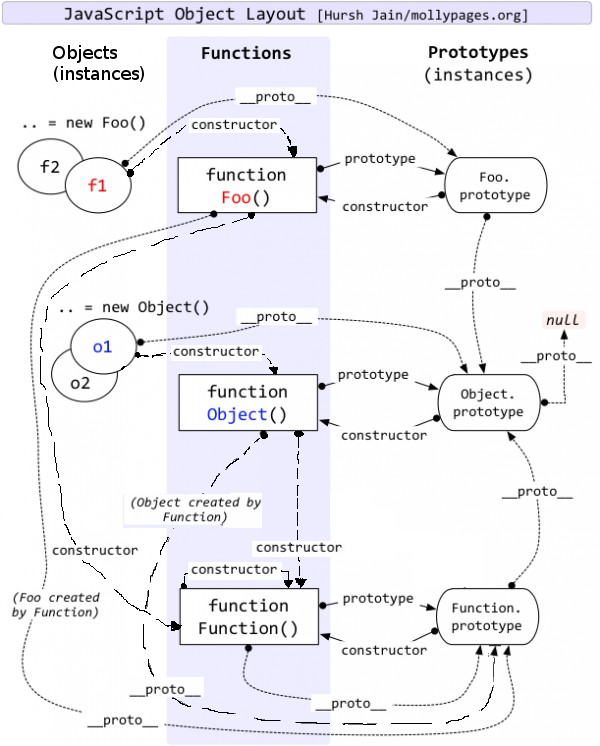 JavaScript Object Layout [Hursh Jain/mollypages.org]
Objects
(instances)
Functions
Prototypes
(instances)
__proto__
.. = new Foo()
constructor
f2
f1
function
Foo()
prototype
constructor
Foo.
prototype
__proto__
.. = new Object()
__proto__
null
o1
o2
constructor
__proto__
function
Object()
prototype
constructor
Object.
prototype
__proto__
(Object created by
Function)
constructor
constructor
constructor
(Foo created
by Function)
function
Function()
prototype
constructor
Function.
prototype
__proto__
__proto__
__proto__